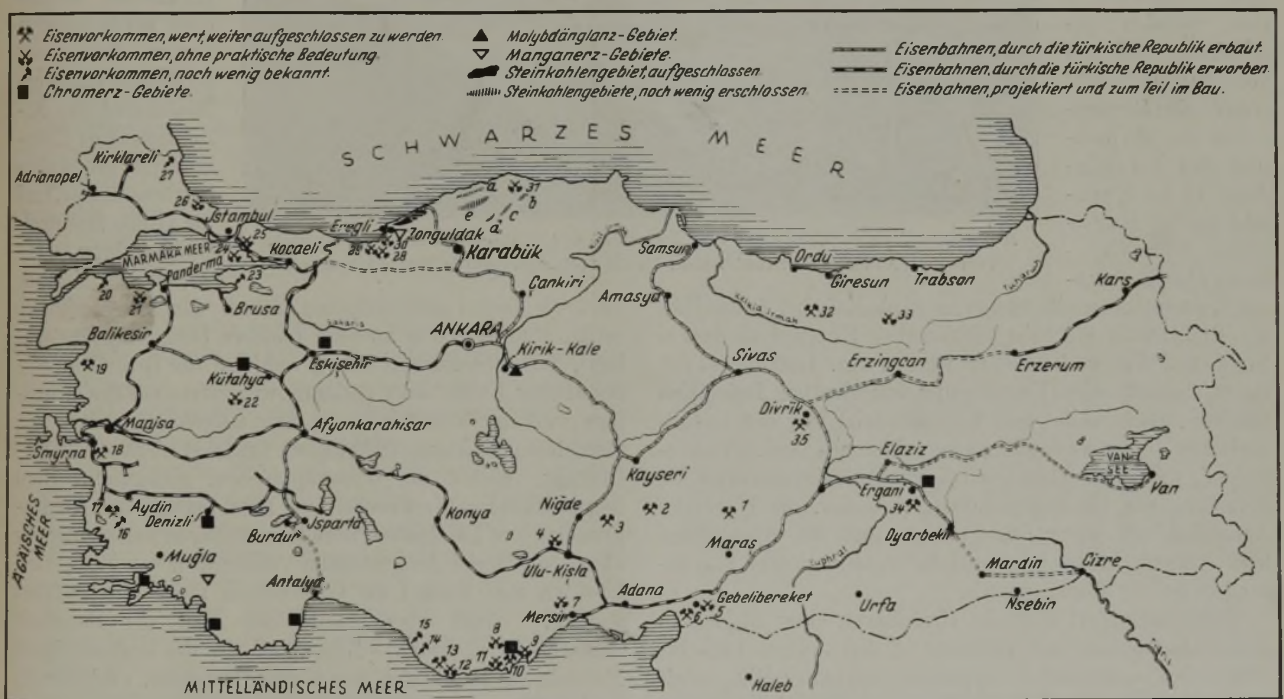 Eisenvorkommen, wert, weiter aufgeschlossen zu werden.
Eisenvorkommen, ohne praktische Bedeutung.
Eisenvorkommen, noch wenig bekannt.
Chromerz-Gebiete.
Molybdänglanz-Gebiet.
Manganerz-Gebiete.
Steinkohlengebiet, aufgeschlossen
Steinkohlengebiete, noch wenig erschlossen
Eisenbahnen, durch die türkische Republik erbaut.
Eisenbahnen, durch die türkische Republik erworben.
Eisenbahnen, projektiert und zum Teil im Bau.
SCHWARZES MEER
Kirklareli
27
Adrianopel
26
Jstambul
25
24
MARMARA MEER
Kocaeli
Eregli
Zonguldak
30
28
a
31
b
c
d
e
Karabük
Samsun
Ordu
Giresun
Trabson
Kars
Panderma
23
20
21
Brusa
Çankiri
Amasya
32
33
Balikesir
Sakaria
ANKARA
Kirik-Kale
Sivas
Erzingcan
Erzerum
Eskisehir
19
Kütahya
22
Divrik
35
Manisa
Afyonkarahisar
Smyrna
18
Kayseri
Elaziz
VAN
SEE
Van
Ergani
34
Aydin
17
16
Denizli
Burdur
Jsparta
Konya
Niğde
3
2
1
4
Dyarbekir
ÄGÄISCHES
MEER
Muğla
Antalya
Ulu-Kisla
Maras
Euphrat
Mardin
Cizre
Nsebin
Adana
Gebelibereket
5
6
Urfa
7
Mersin
15
14
13
12
8
9
11
10
MITTELLÄNDISCHES MEER
Haleb